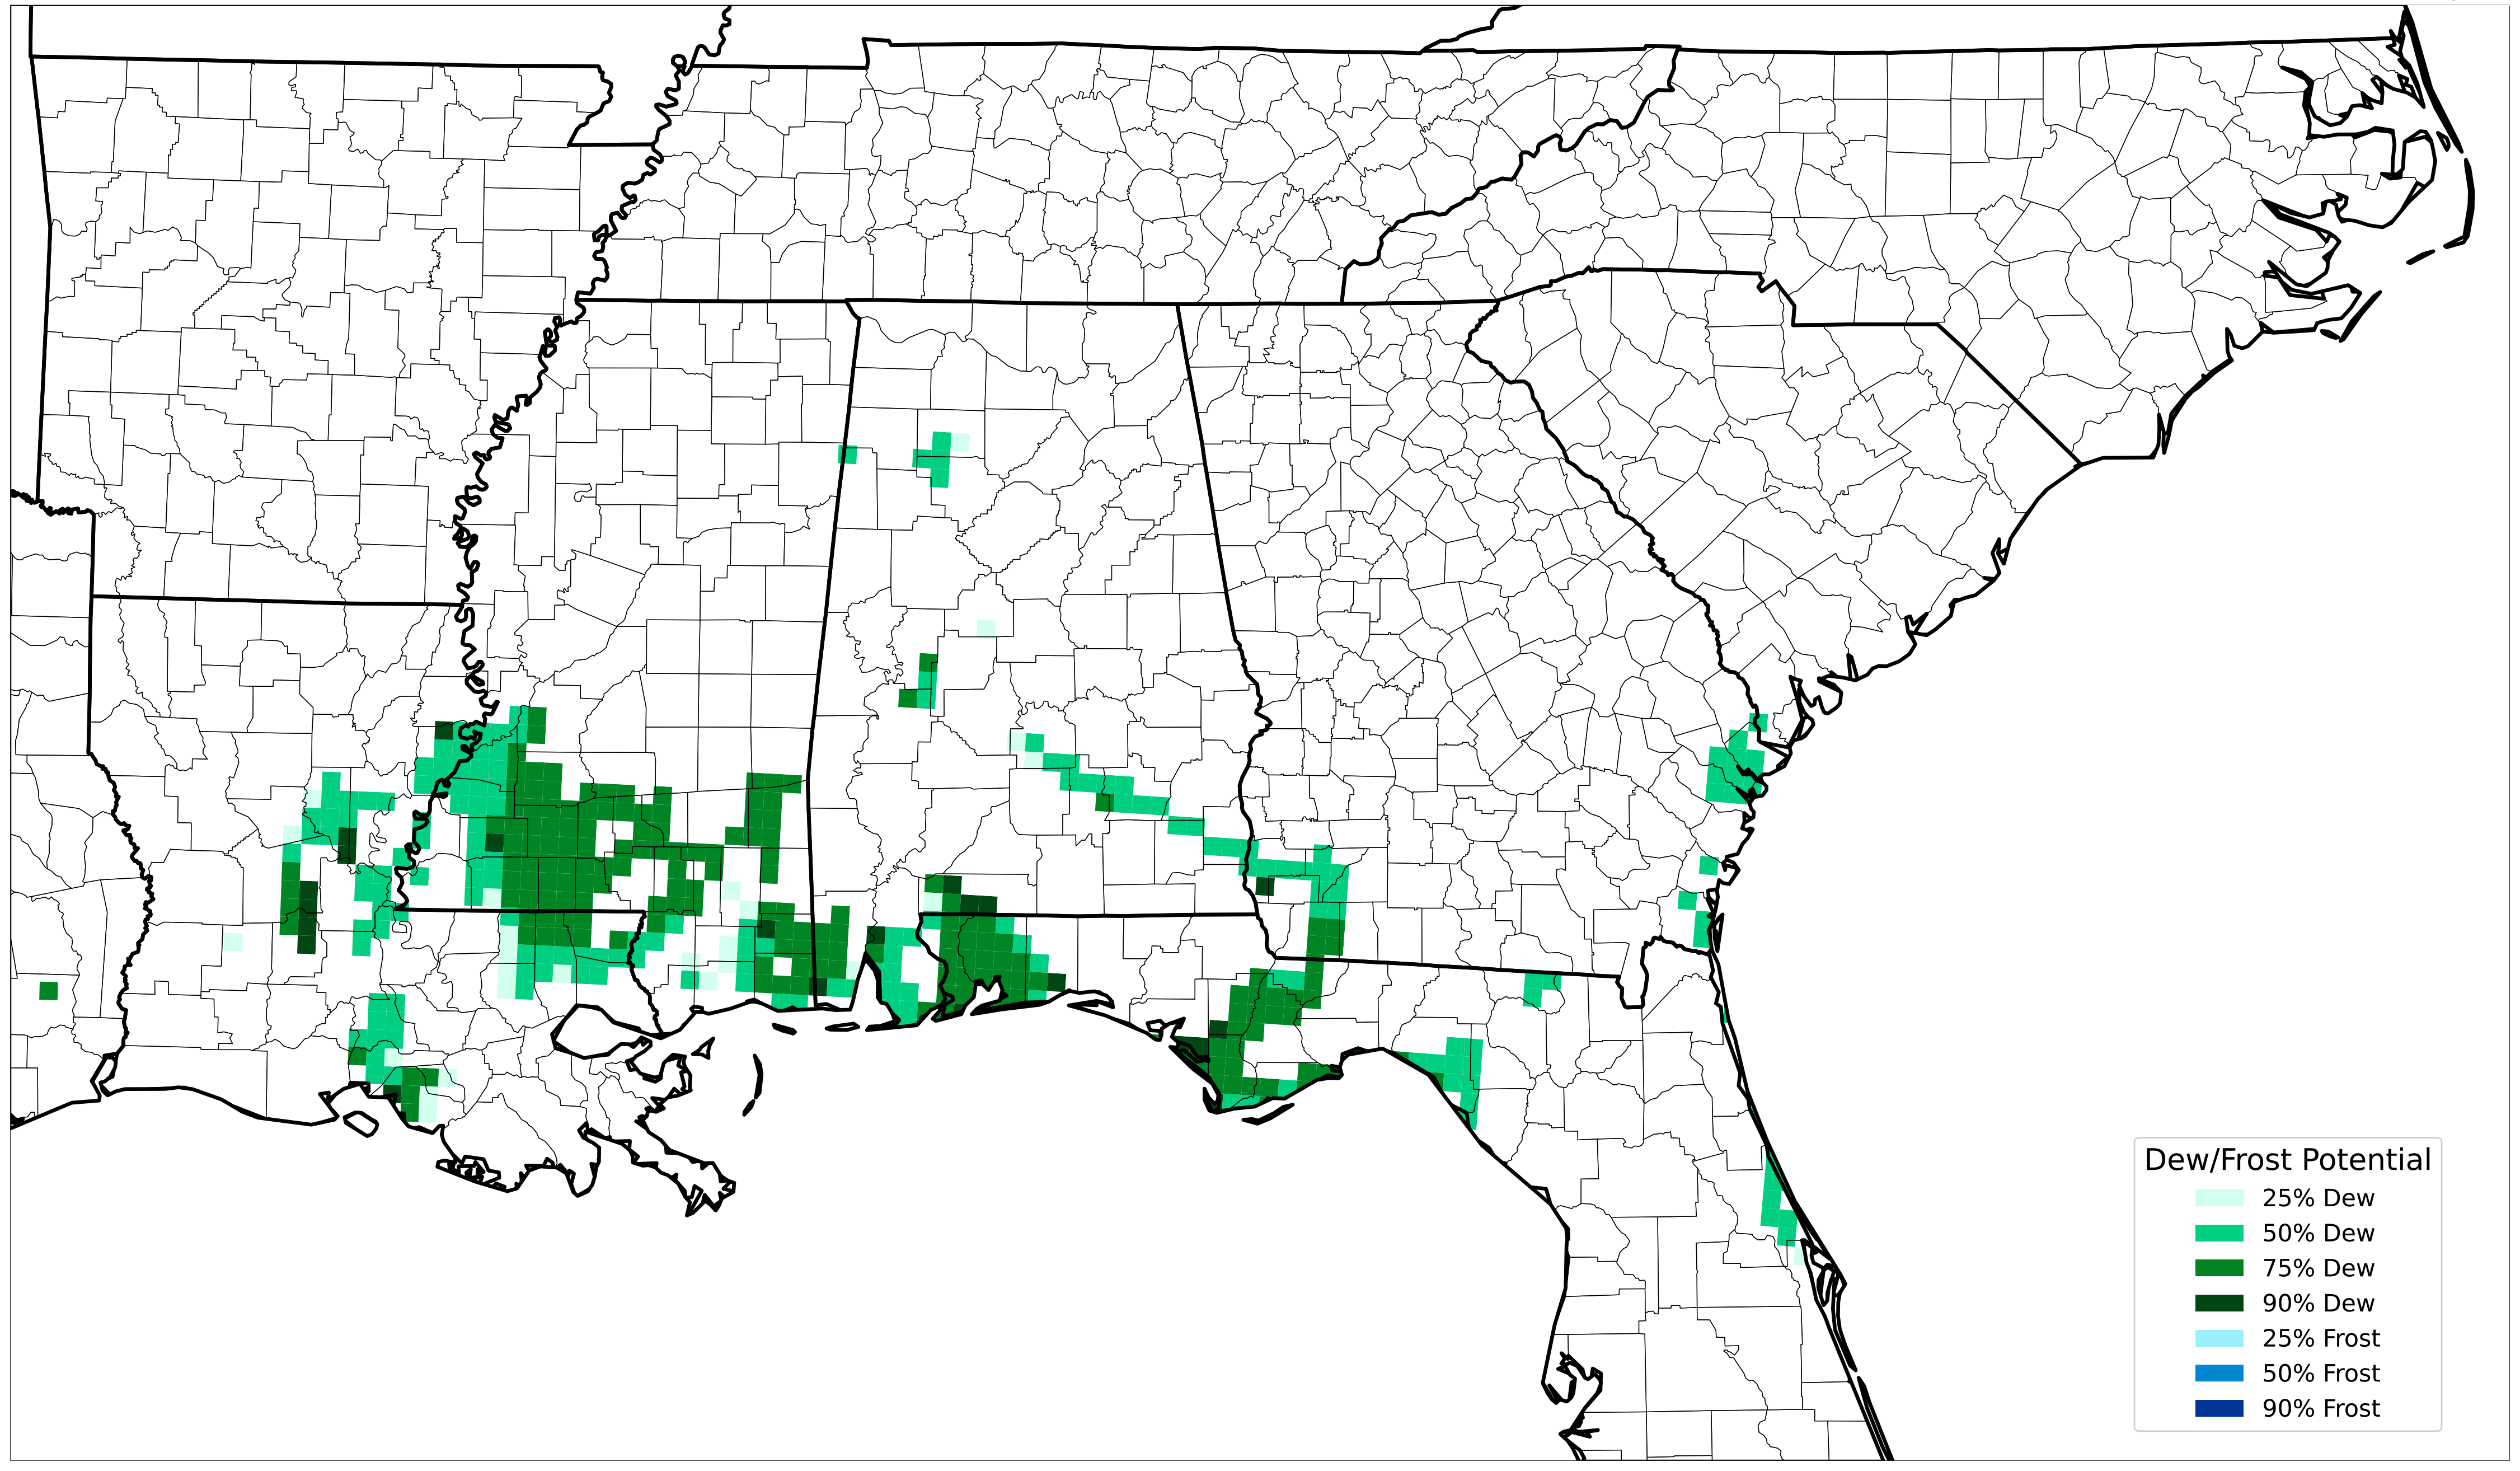 Dew/Frost Potential
25% Dew
50% Dew
75% Dew
90% Dew
25% Frost
50% Frost
90% Frost